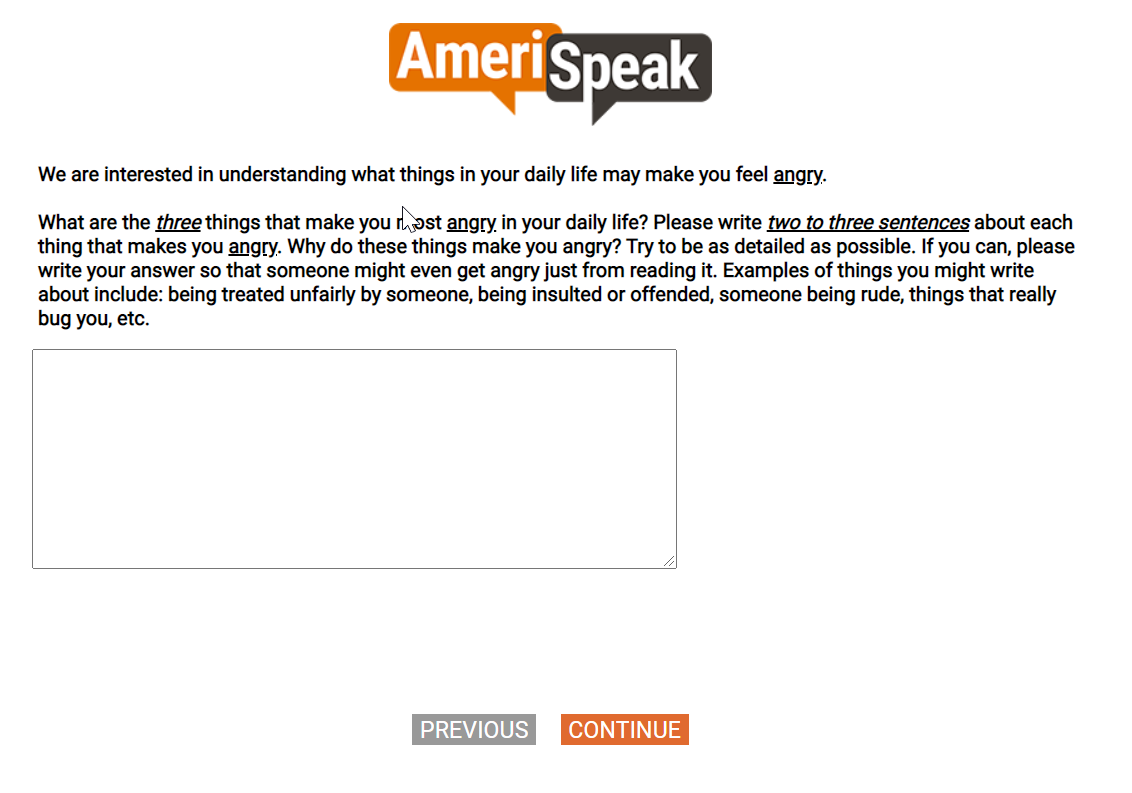 AmeriSpeak
We are interested in understanding what things in your daily life may make you feel angry.
What are the three things that make you most angry in your daily life? Please write two to three sentences about each
thing that makes you angry. Why do these things make you angry? Try to be as detailed as possible. If you can, please
write your answer so that someone might even get angry just from reading it. Examples of things you might write
about include: being treated unfairly by someone, being insulted or offended, someone being rude, things that really
bug you, etc.
PREVIOUS CONTINUE